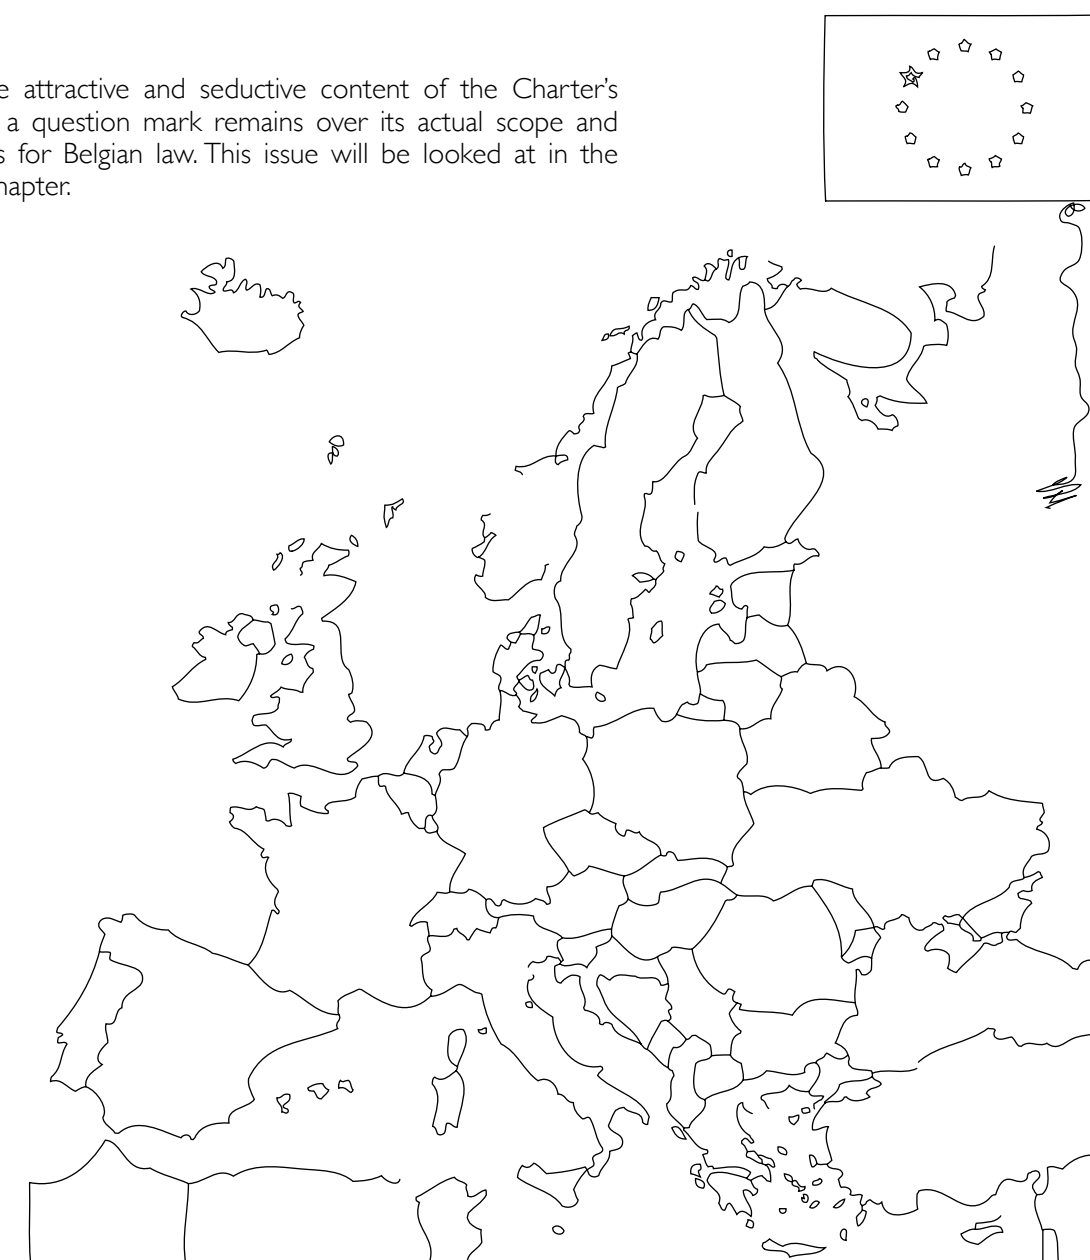 attractive and seductive content of the Charter's
a question mark remains over its actual scope and
for Belgian law. This issue will be looked at in the